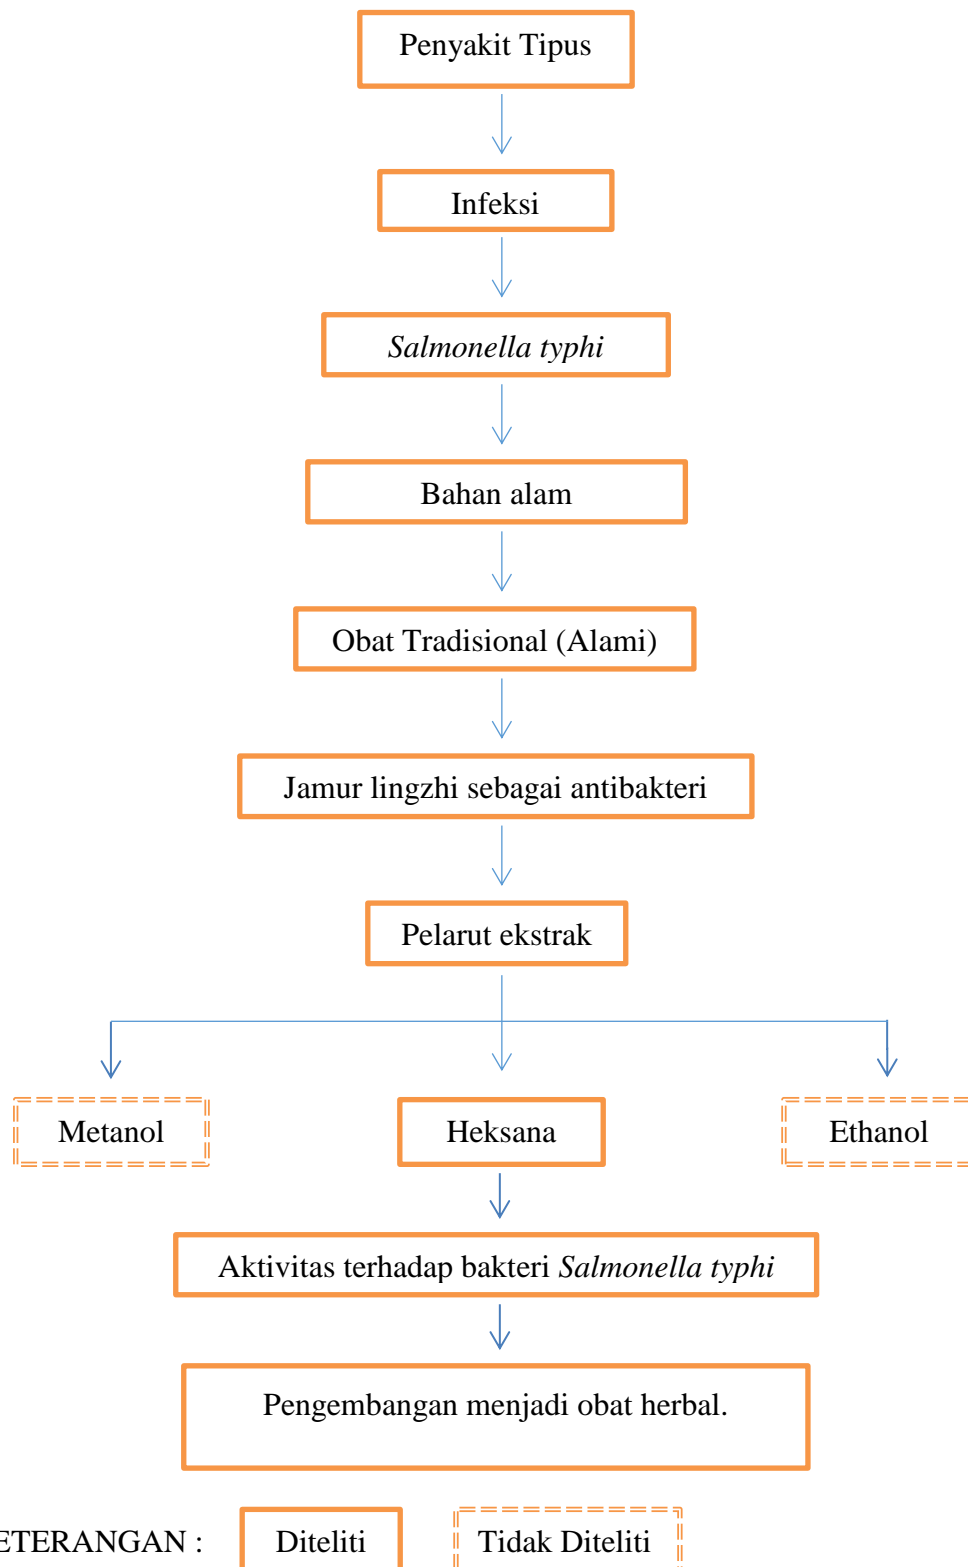 Penyakit Tipus
Infeksi
Salmonella typhi
Bahan alam
Obat Tradisional (Alami)
Jamur lingzhi sebagai antibakteri
Pelarut ekstrak
Metanol Heksana Ethanol
Aktivitas terhadap bakteri Salmonella typhi
Pengembangan menjadi obat herbal.
ETERANGAN : Diteliti Tidak Diteliti